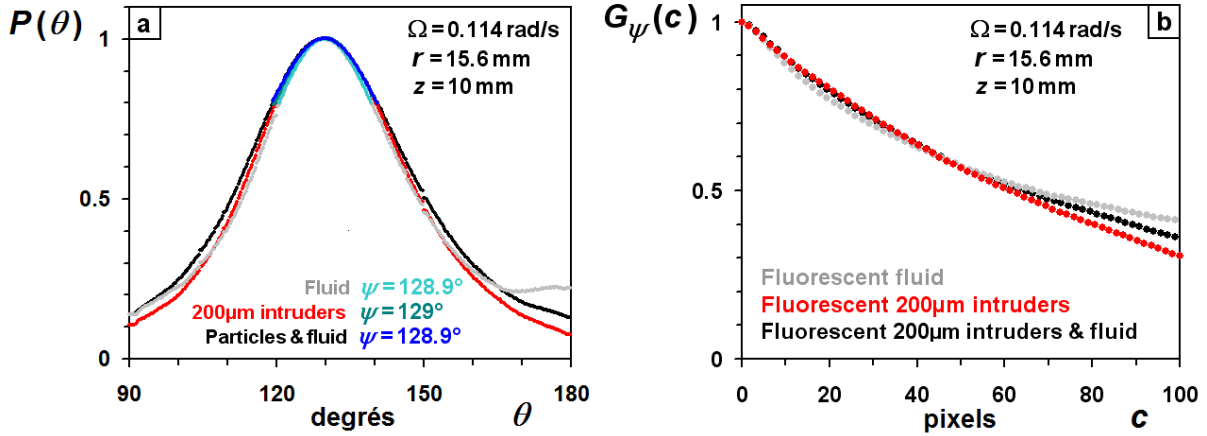 P(θ)
a
Ω = 0.114 rad/s
r = 15.6 mm
z = 10 mm
1
0.5
0
Fluid ψ = 128.9°
200µm intruders ψ = 129°
Particles & fluid ψ = 128.9°
90 120 150 180
degrés θ
Gψ(c)
b
Ω = 0.114 rad/s
r = 15.6 mm
z = 10 mm
1
0.5
0
Fluorescent fluid
Fluorescent 200µm intruders
Fluorescent 200µm intruders & fluid
0 20 40 60 80 100
pixels c